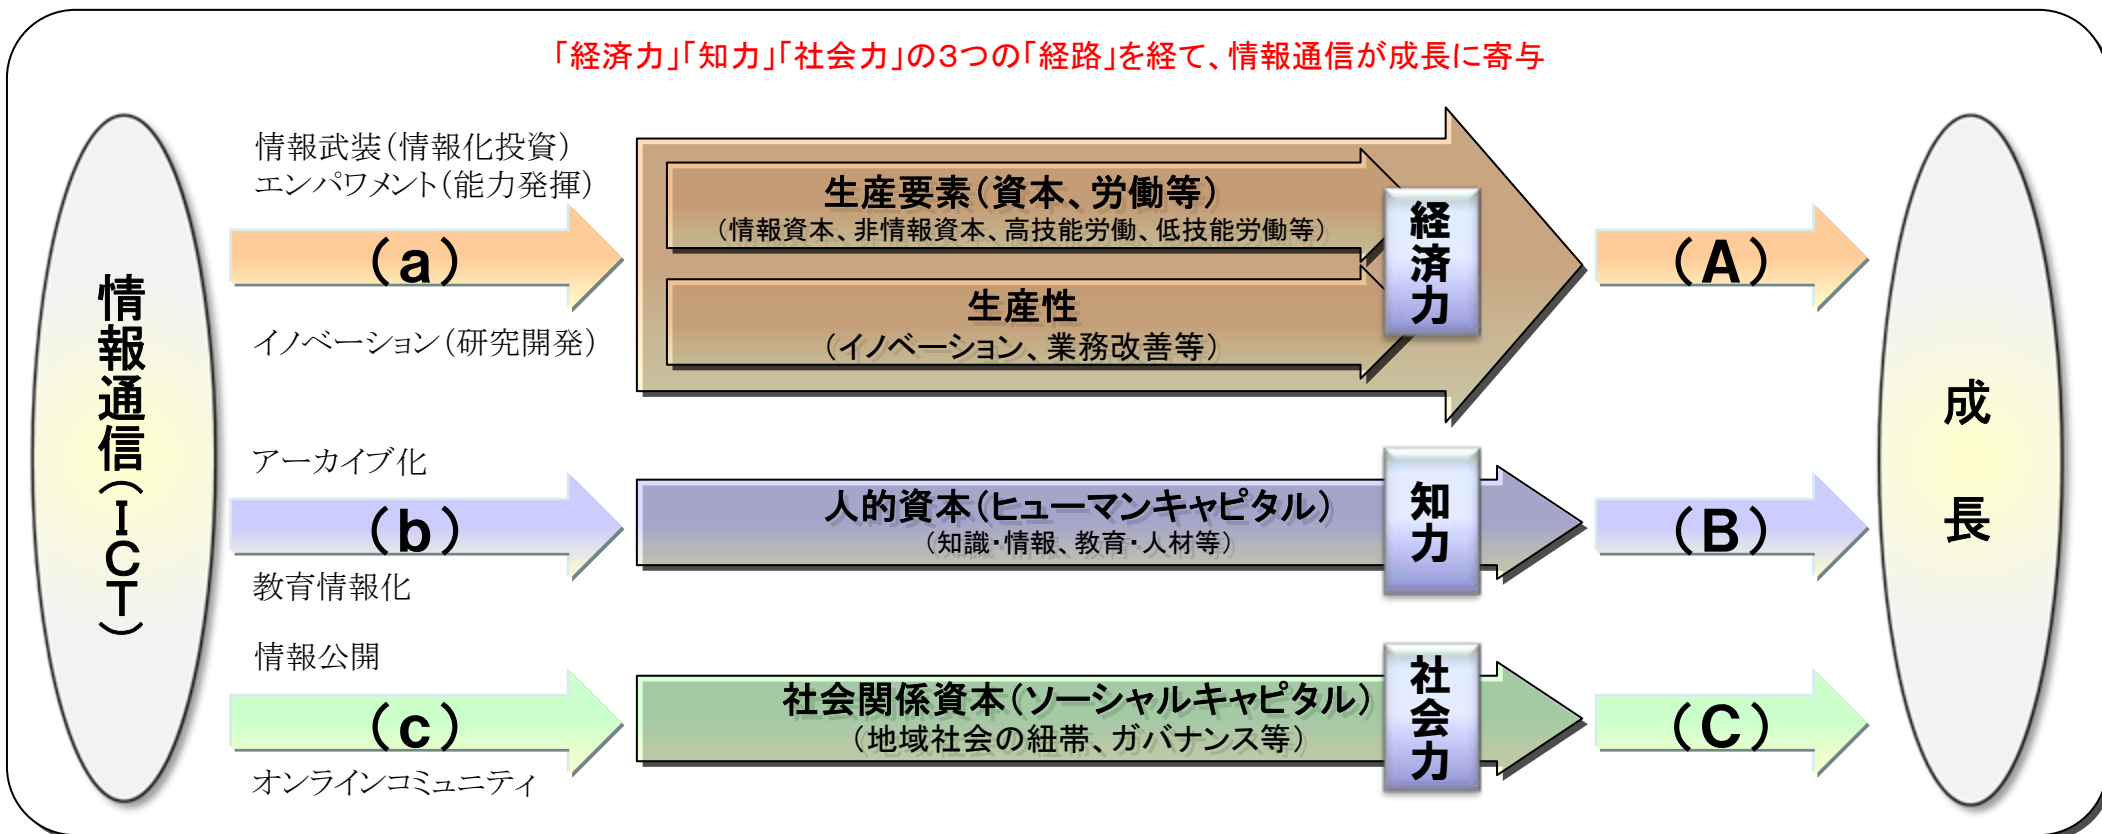 「経済力」「知力」「社会力」の3つの「経路」を経て、情報通信が成長に寄与
情報通信(ICT)
情報武装(情報化投資)
エンパワメント(能力発揮)
(a)
イノベーション(研究開発)
生産要素(資本、労働等)
(情報資本、非情報資本、高技能労働、低技能労働等)
生産性
(イノベーション、業務改善等)
経済力
(A)
アーカイブ化
(b)
教育情報化
人的資本(ヒューマンキャピタル)
(知識・情報、教育・人材等)
知力
(B)
情報公開
(c)
オンラインコミュニティ
社会関係資本(ソーシャルキャピタル)
(地域社会の紐帯、ガバナンス等)
社会力
(C)
成長